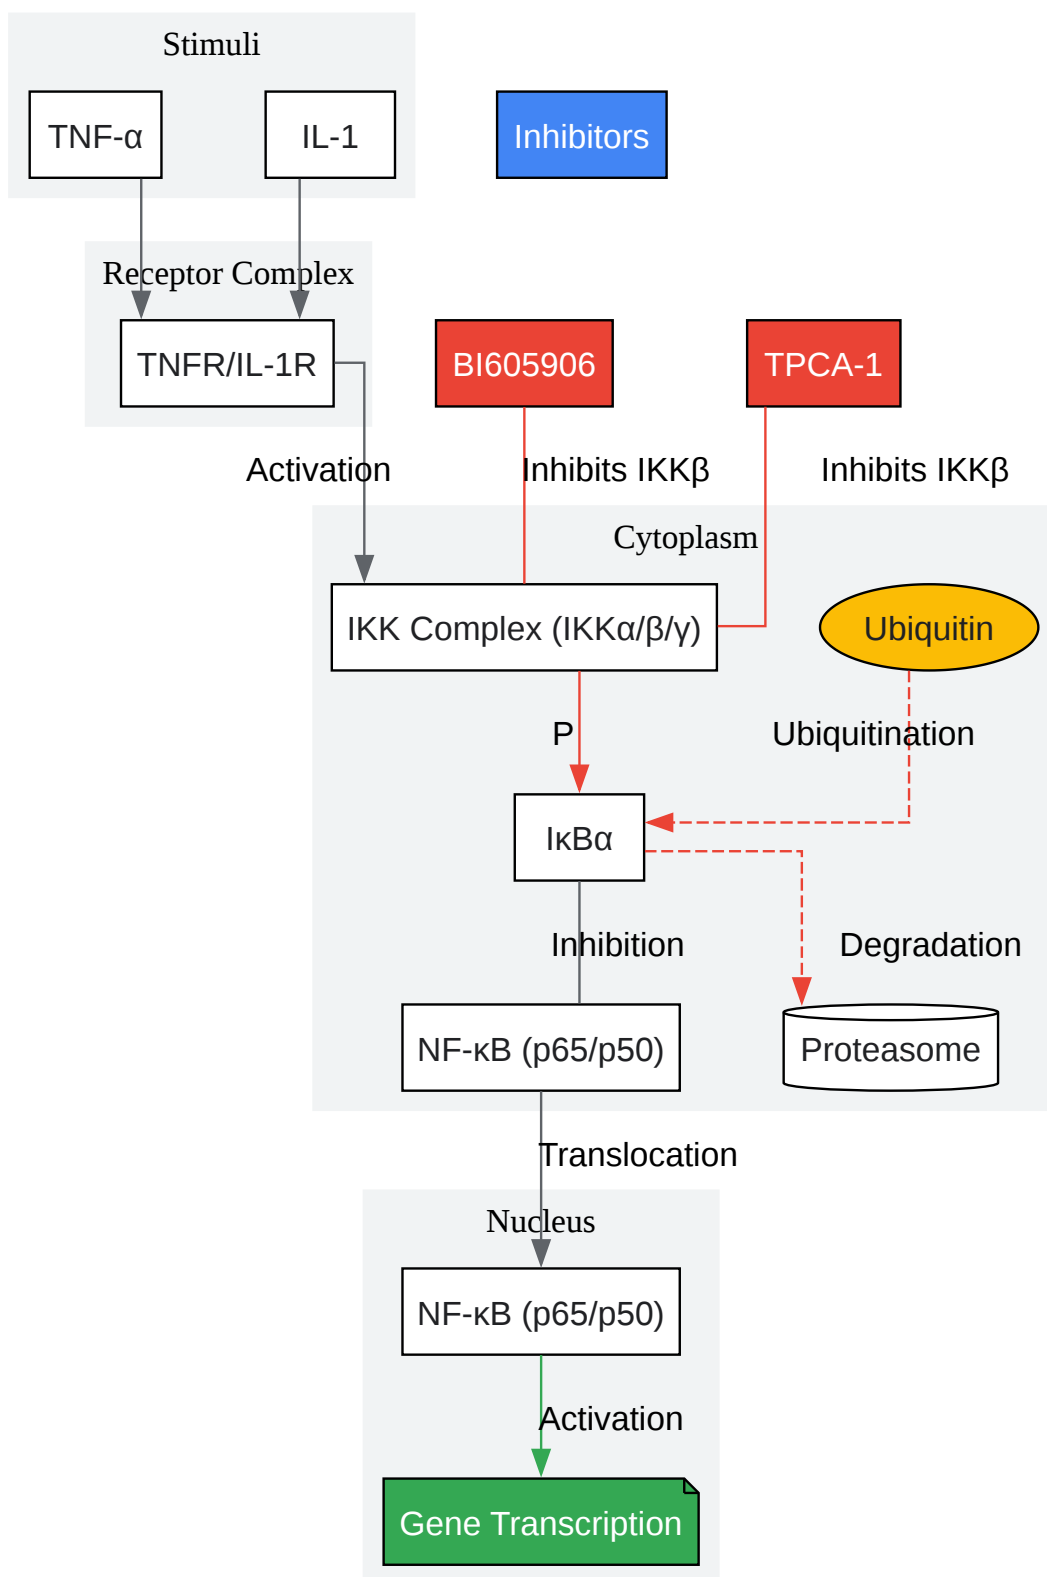 Stimuli
TNF-α
IL-1
Inhibitors
Receptor Complex
TNFR/IL-1R
BI605906
TPCA-1
Activation
Inhibits IKKβ
Inhibits IKKβ
Cytoplasm
IKK Complex (IKKα/β/γ)
Ubiquitin
P
Ubiquitination
IκBα
Inhibition
Degradation
NF-κB (p65/p50)
Proteasome
Translocation
Nucleus
NF-κB (p65/p50)
Activation
Gene Transcription